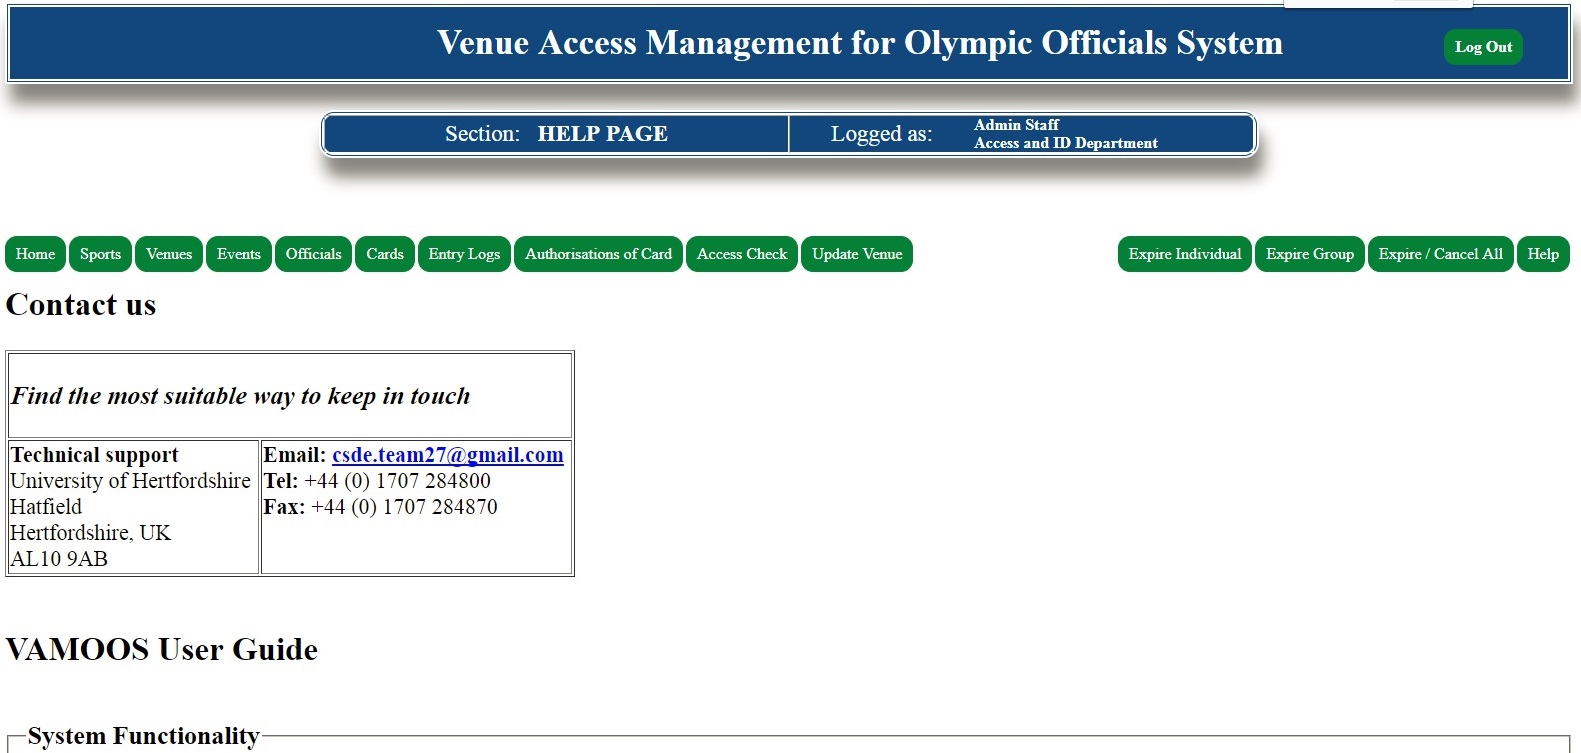 Venue Access Management for Olympic Officials System
Log Out
Section: HELP PAGE
Logged as: Admin Staff
Access and ID Department
Home Sports Venues Events Officials Cards Entry Logs Authorisations of Card Access Check Update Venue Expire Individual Expire Group Expire / Cancel All Help
Contact us
Find the most suitable way to keep in touch
Technical support
University of Hertfordshire
Hatfield
Hertfordshire, UK
AL10 9AB
Email: csde.team27@gmail.com
Tel: +44 (0) 1707 284800
Fax: +44 (0) 1707 284870
VAMOOS User Guide
System Functionality